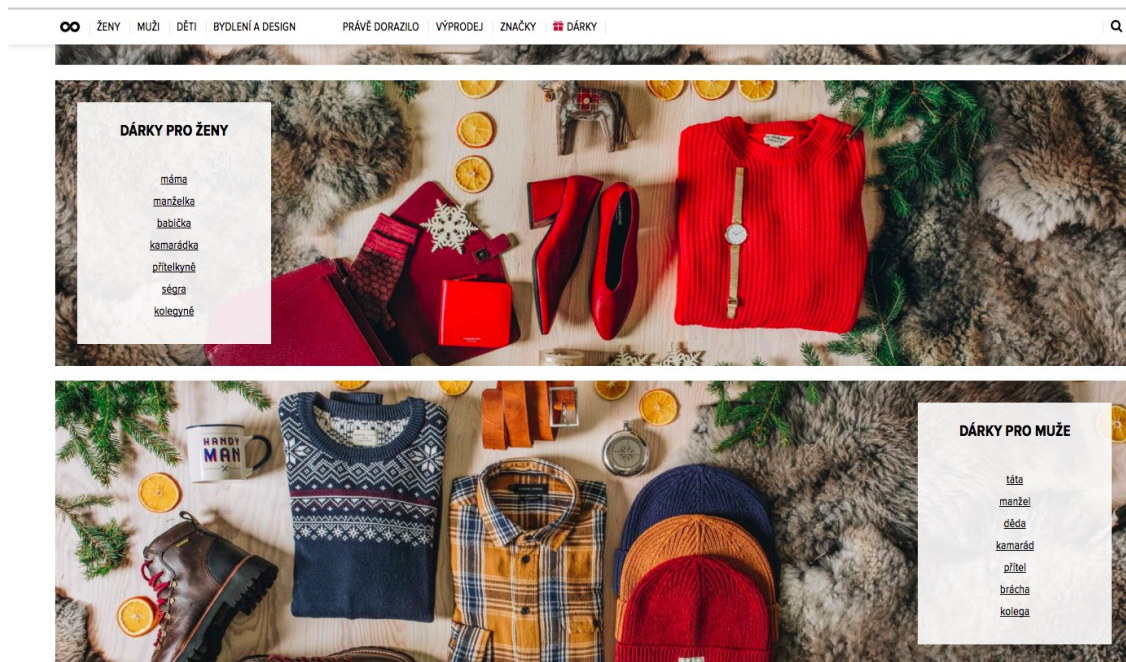 ŽENY
MUŽI
DĚTI
BYDLENÍ A DESIGN
PRÁVĚ DORAZILO
VÝPRODEJ
ZNAČKY
DÁRKY
DÁRKY PRO ŽENY
máma
manželka
babička
kamarádka
přítelkyně
ségra
kolegyně
HANDY
MAN
DÁRKY PRO MUŽE
táta
manžel
děda
kamarád
přítel
brácha
kolega